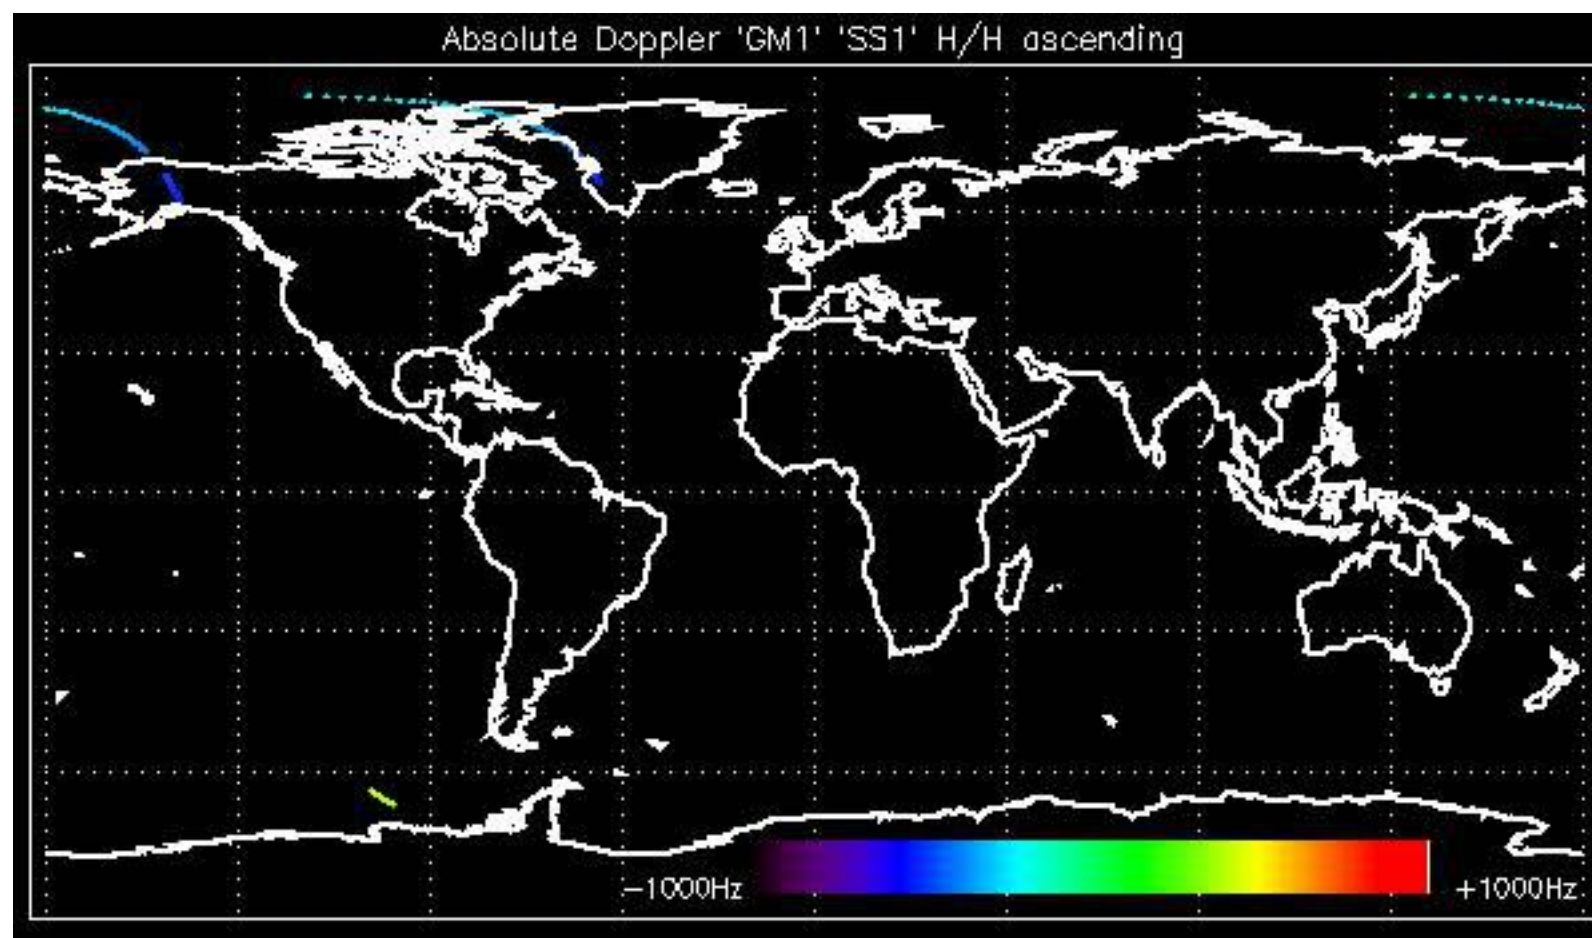 Absolute Doppler 'GM1' 'SS1' H/H ascending
-1000Hz +1000Hz